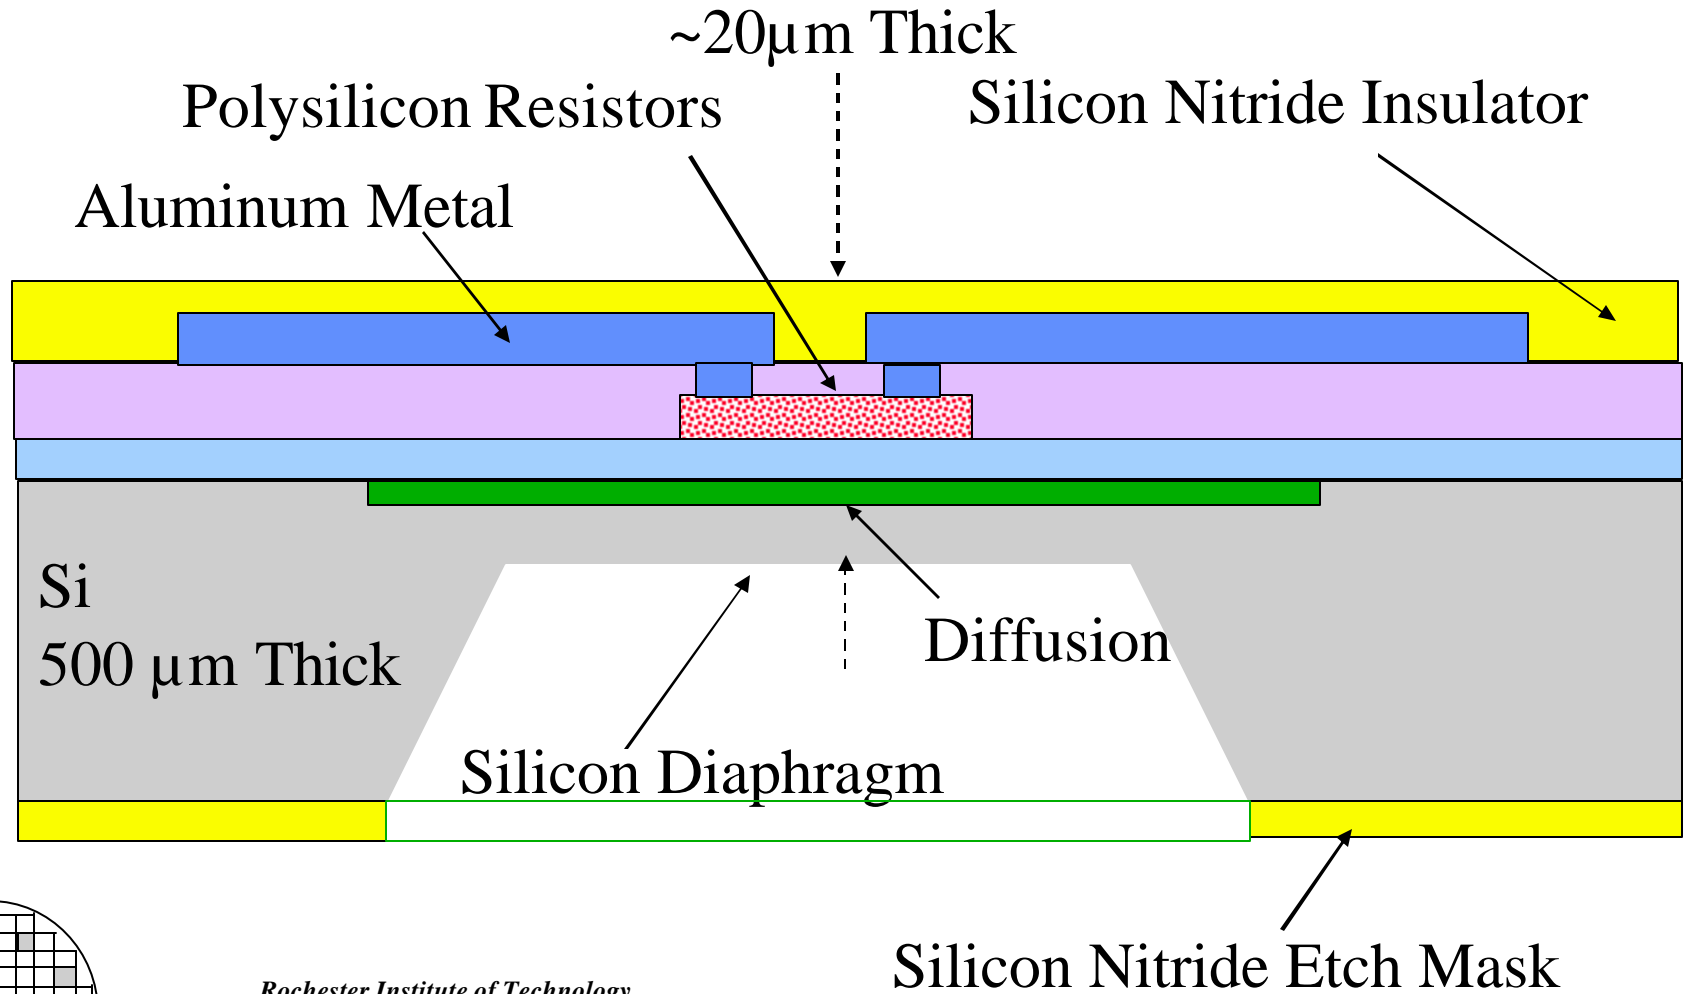 ~20µm Thick
Polysilicon Resistors
Silicon Nitride Insulator
Aluminum Metal
Si
500 µm Thick
Diffusion
Silicon Diaphragm
Silicon Nitride Etch Mask
Rochester Institute of Technology